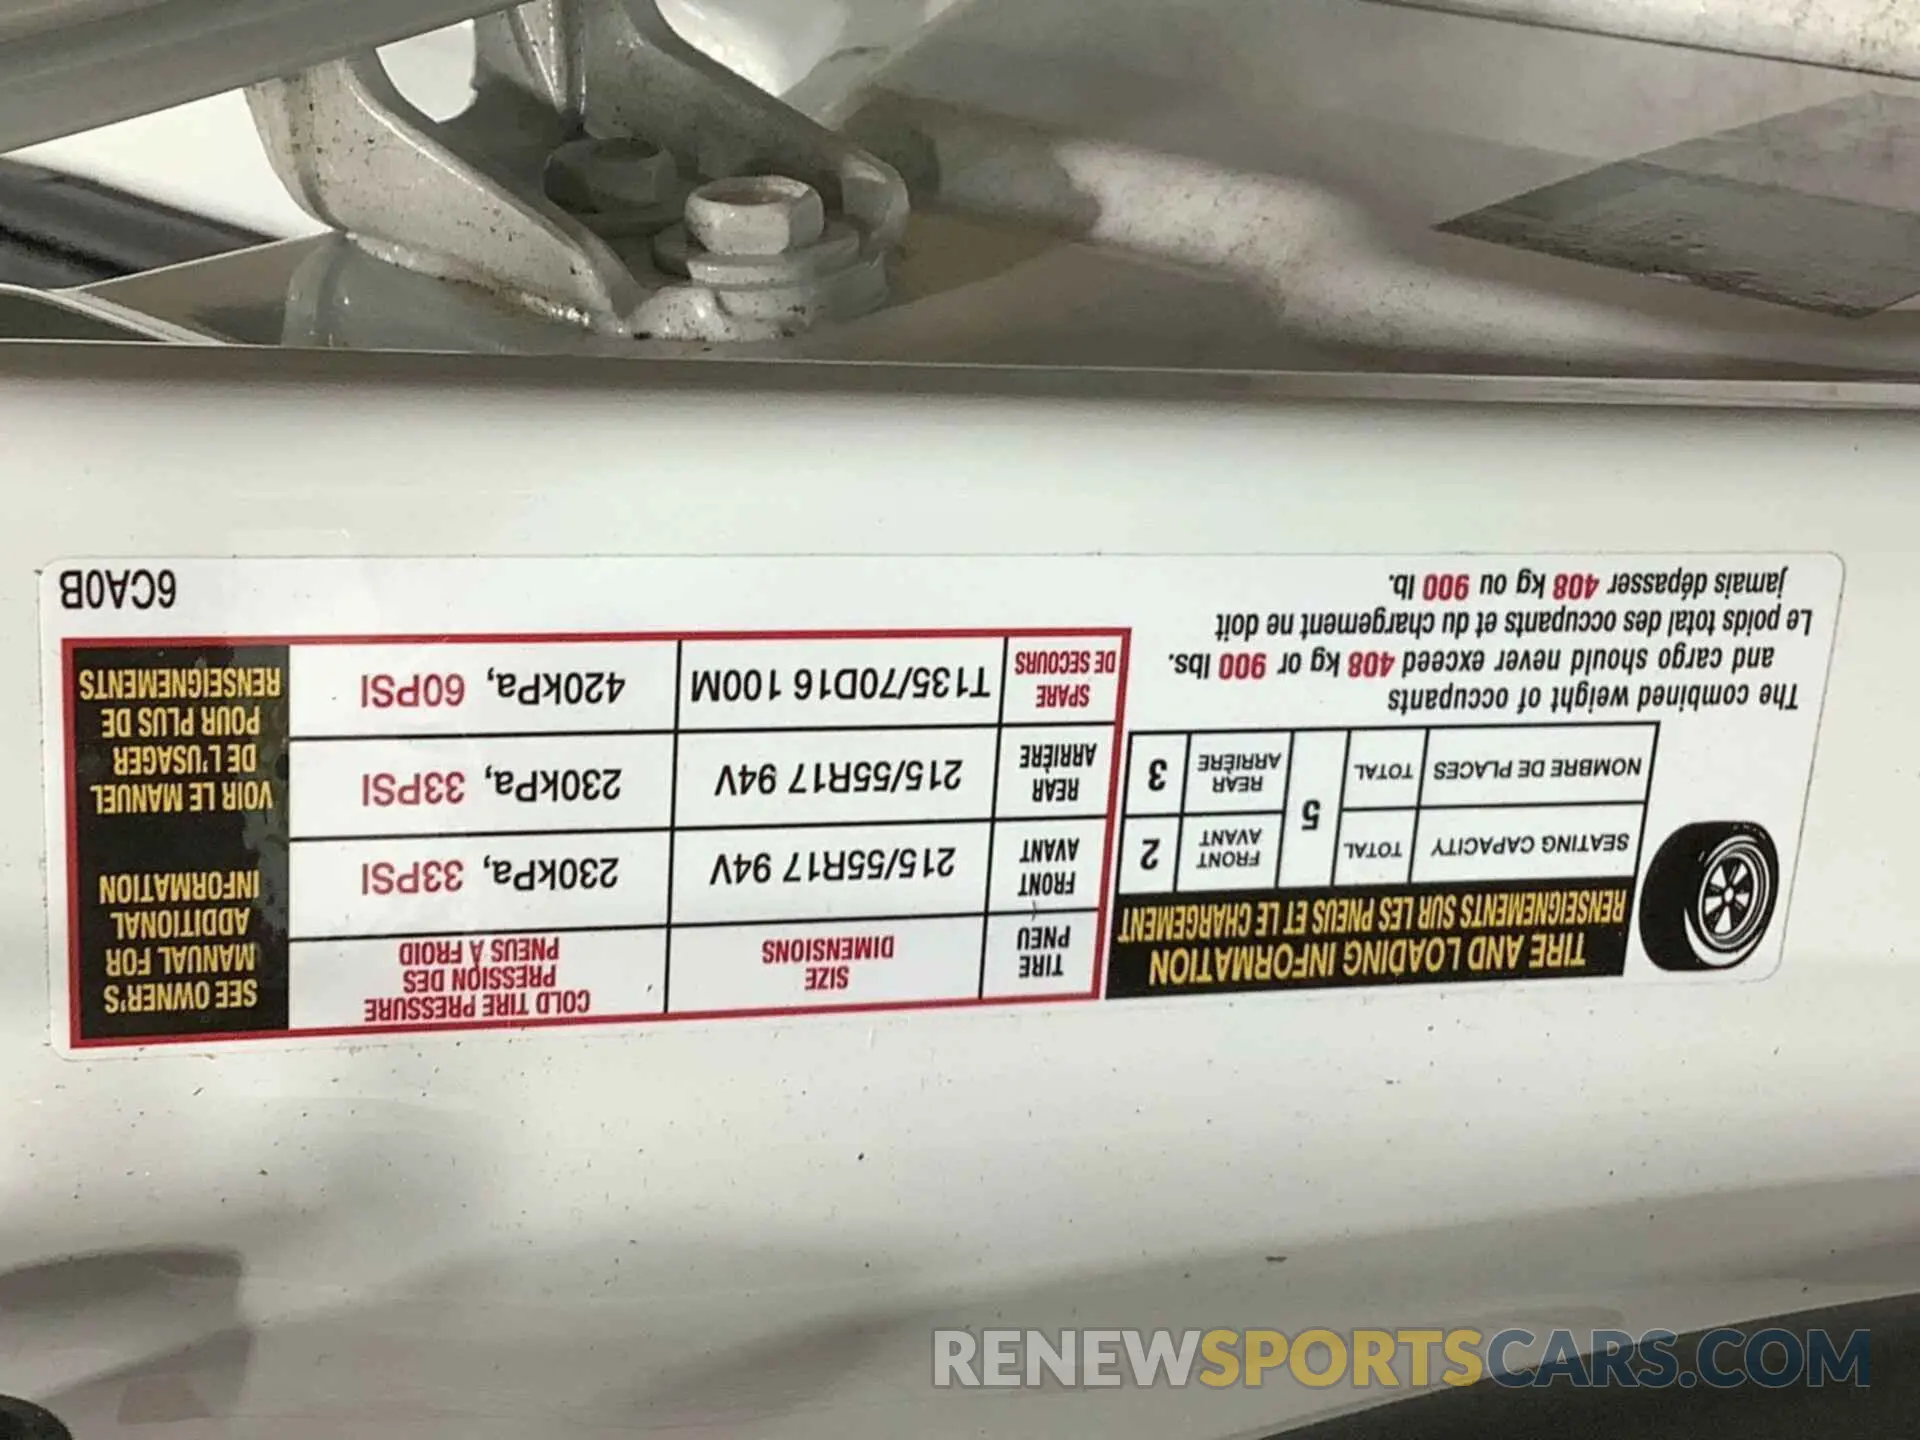 TIRE AND LOADING INFORMATION
RENSEIGNEMENTS SUR LES PNEUS ET LE CHARGEMENT
SEATING CAPACITY TOTAL 5 FRONT AVANT 2
NOMBRE DE PLACES TOTAL REAR ARRIÈRE 3
The combined weight of occupants
and cargo should never exceed 408 kg or 900 lbs.
Le poids total des occupants et du chargement ne doit
jamais dépasser 408 kg ou 900 lb.
TIRE PNEU
SIZE DIMENSIONS
COLD TIRE PRESSURE
PRESSION DES
PNEUS À FROID
FRONT AVANT 215/55R17 94V 230kPa, 33PSI
REAR ARRIÈRE 215/55R17 94V 230kPa, 33PSI
SPARE DE SECOURS T135/70D16 100M 420kPa, 60PSI
SEE OWNER'S
MANUAL FOR
ADDITIONAL
INFORMATION
VOIR LE MANUEL
DE L'USAGER
POUR PLUS DE
RENSEIGNEMENTS
6CA0B
RENEWSPORTSCARS.COM